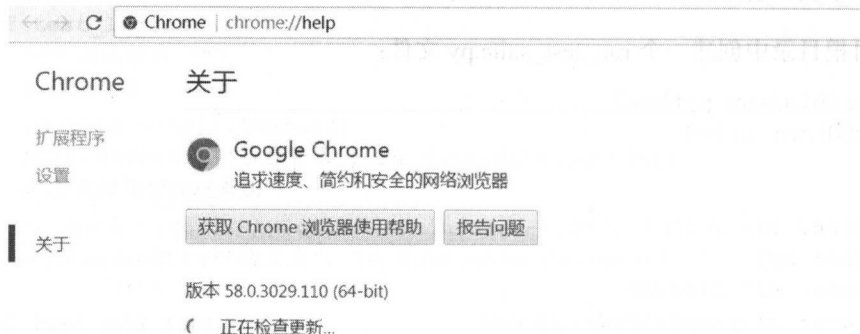 Chrome | chrome://help
Chrome
关于
扩展程序
设置
关于
Google Chrome
追求速度、简约和安全的网络浏览器
获取 Chrome 浏览器使用帮助
报告问题
版本 58.0.3029.110 (64-bit)
正在检查更新...